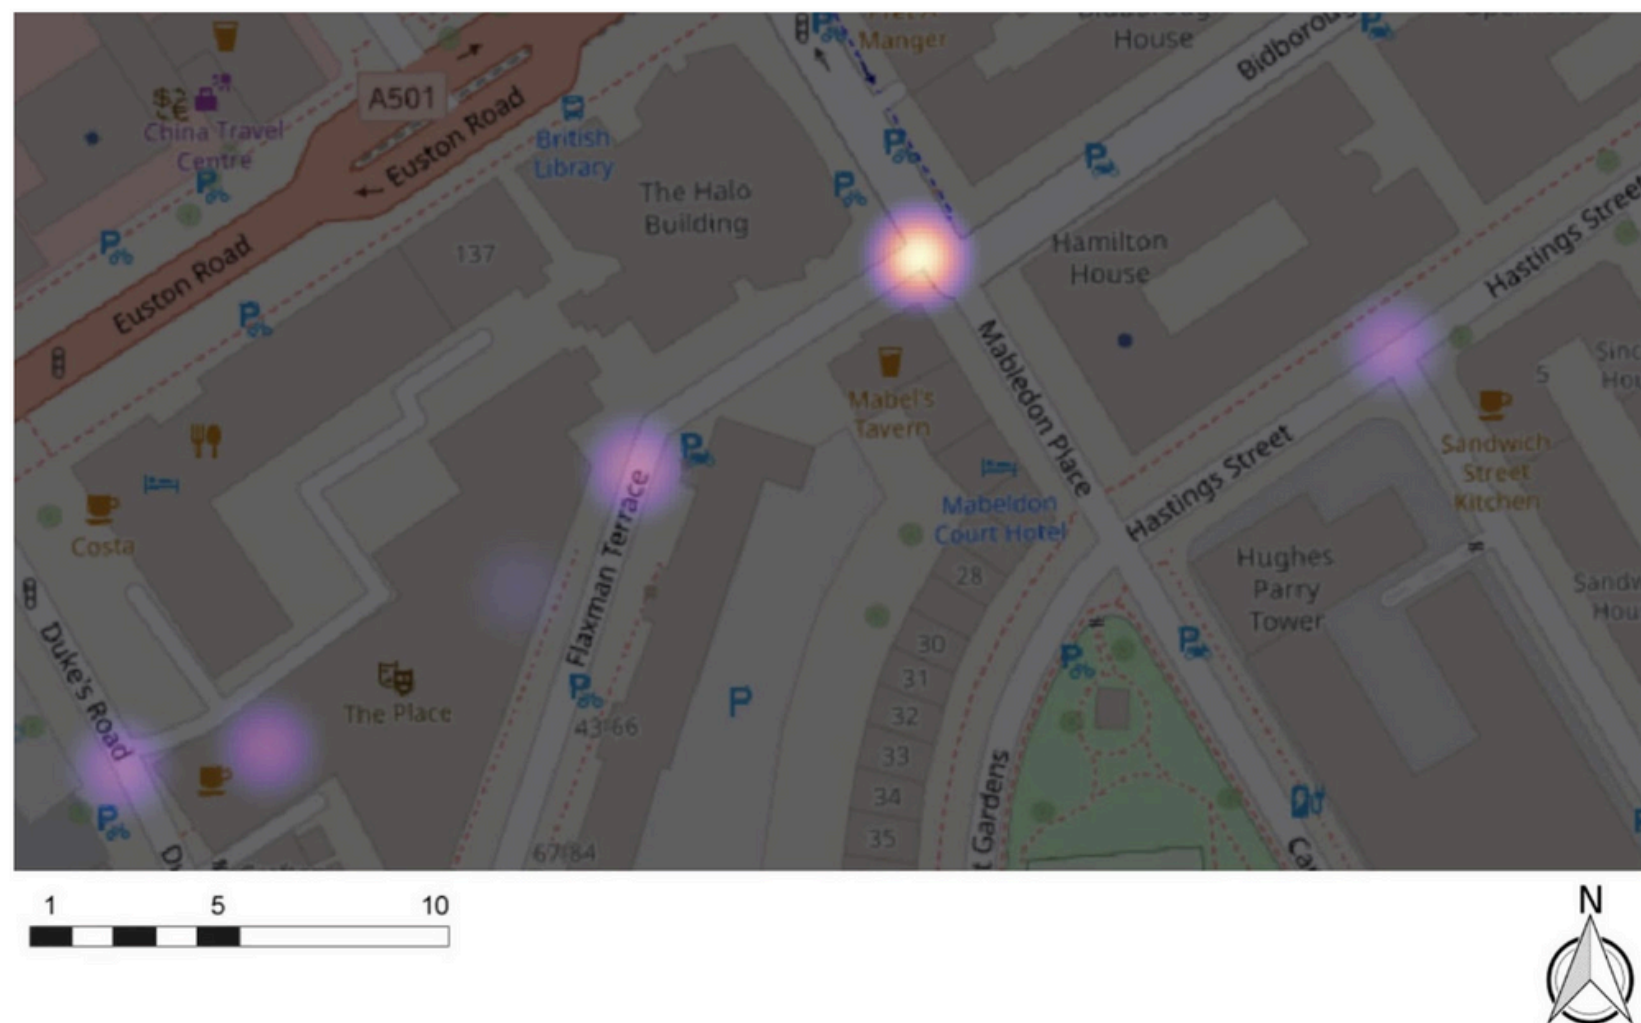 Manger
House
Bidborough
A501
Euston Road
China Travel
Centre
British
Library
The Halo
Building
137
Euston Road
Hamilton
House
Hastings Street
Mabledon Place
Mabel's
Tavern
5
Sandwich
Street
Kitchen
Hastings Street
Mabeldon
Court Hotel
Costa
Flaxman Terrace
28
Hughes
Parry
Tower
Duke's Road
30
31
The Place
32
43-66
33
34
35
67-84
t Gardens
P
1 5 10
N